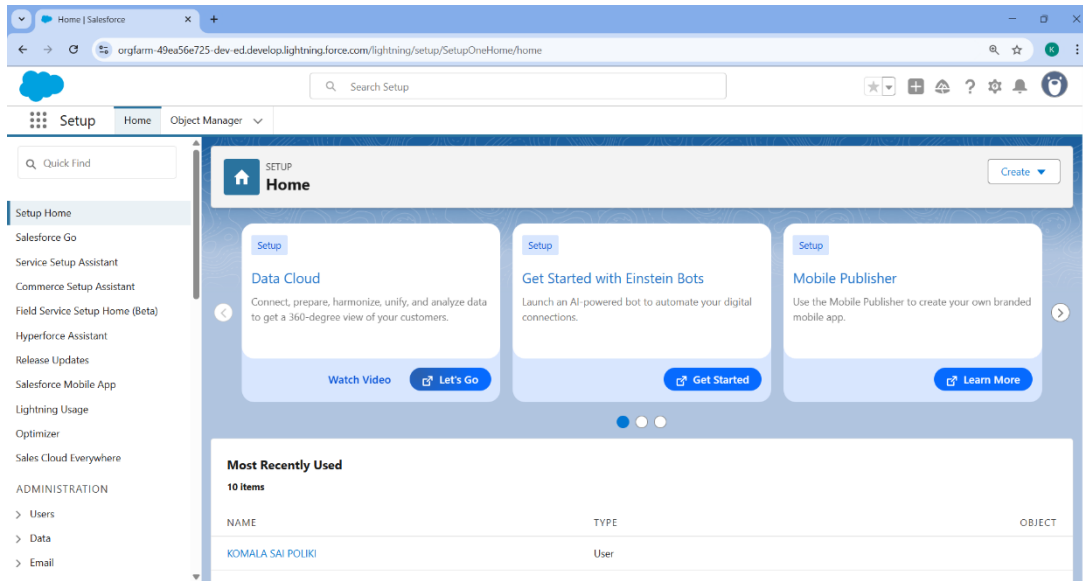 Home | Salesforce
orgfarm-49ea56e725-dev-ed.develop.lightning.force.com/lightning/setup/SetupOneHome/home
K
Search Setup
Setup
Home
Object Manager
Quick Find
Setup Home
Salesforce Go
Service Setup Assistant
Commerce Setup Assistant
Field Service Setup Home (Beta)
Hyperforce Assistant
Release Updates
Salesforce Mobile App
Lightning Usage
Optimizer
Sales Cloud Everywhere
ADMINISTRATION
Users
Data
Email
SETUP
Home
Create
Setup
Data Cloud
Connect, prepare, harmonize, unify, and analyze data
to get a 360-degree view of your customers.
Watch Video
Let's Go
Setup
Get Started with Einstein Bots
Launch an AI-powered bot to automate your digital
connections.
Get Started
Setup
Mobile Publisher
Use the Mobile Publisher to create your own branded
mobile app.
Learn More
Most Recently Used
10 items
NAME TYPE OBJECT
KOMALA SAI POLIKI User